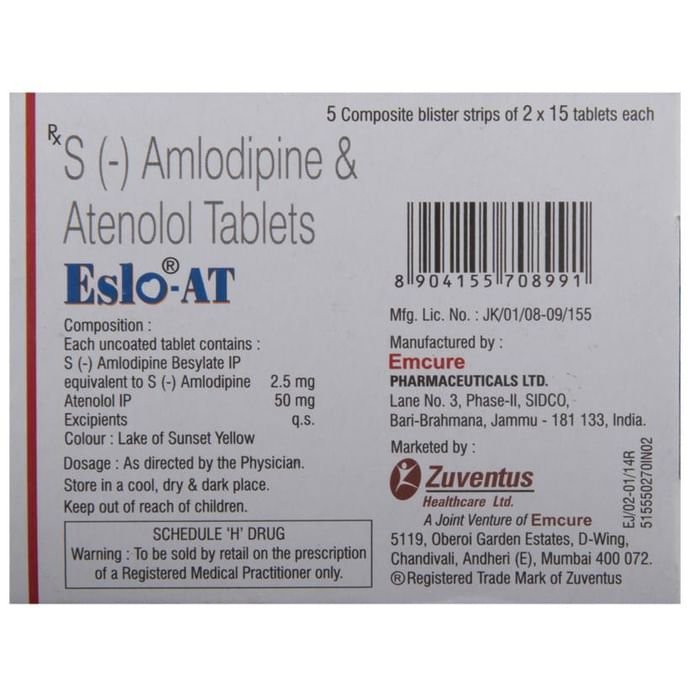 5 Composite blister strips of 2 x 15 tablets each
Rx S (-) Amlodipine &
Atenolol Tablets
Eslo®-AT
Composition :
Each uncoated tablet contains :
S (-) Amlodipine Besylate IP
equivalent to S (-) Amlodipine 2.5 mg
Atenolol IP 50 mg
Excipients q.s.
Colour : Lake of Sunset Yellow
Dosage : As directed by the Physician.
Store in a cool, dry & dark place.
Keep out of reach of children.
SCHEDULE 'H' DRUG
Warning : To be sold by retail on the prescription
of a Registered Medical Practitioner only.
8 904155 708991
Mfg. Lic. No. : JK/01/08-09/155
Manufactured by :
Emcure
PHARMACEUTICALS LTD.
Lane No. 3, Phase-II, SIDCO,
Bari-Brahmana, Jammu - 181 133, India.
Marketed by :
Zuventus
Healthcare Ltd.
A Joint Venture of Emcure
5119, Oberoi Garden Estates, D-Wing,
Chandivali, Andheri (E), Mumbai 400 072.
® Registered Trade Mark of Zuventus
EJ/02-01/14R
515550270IN02